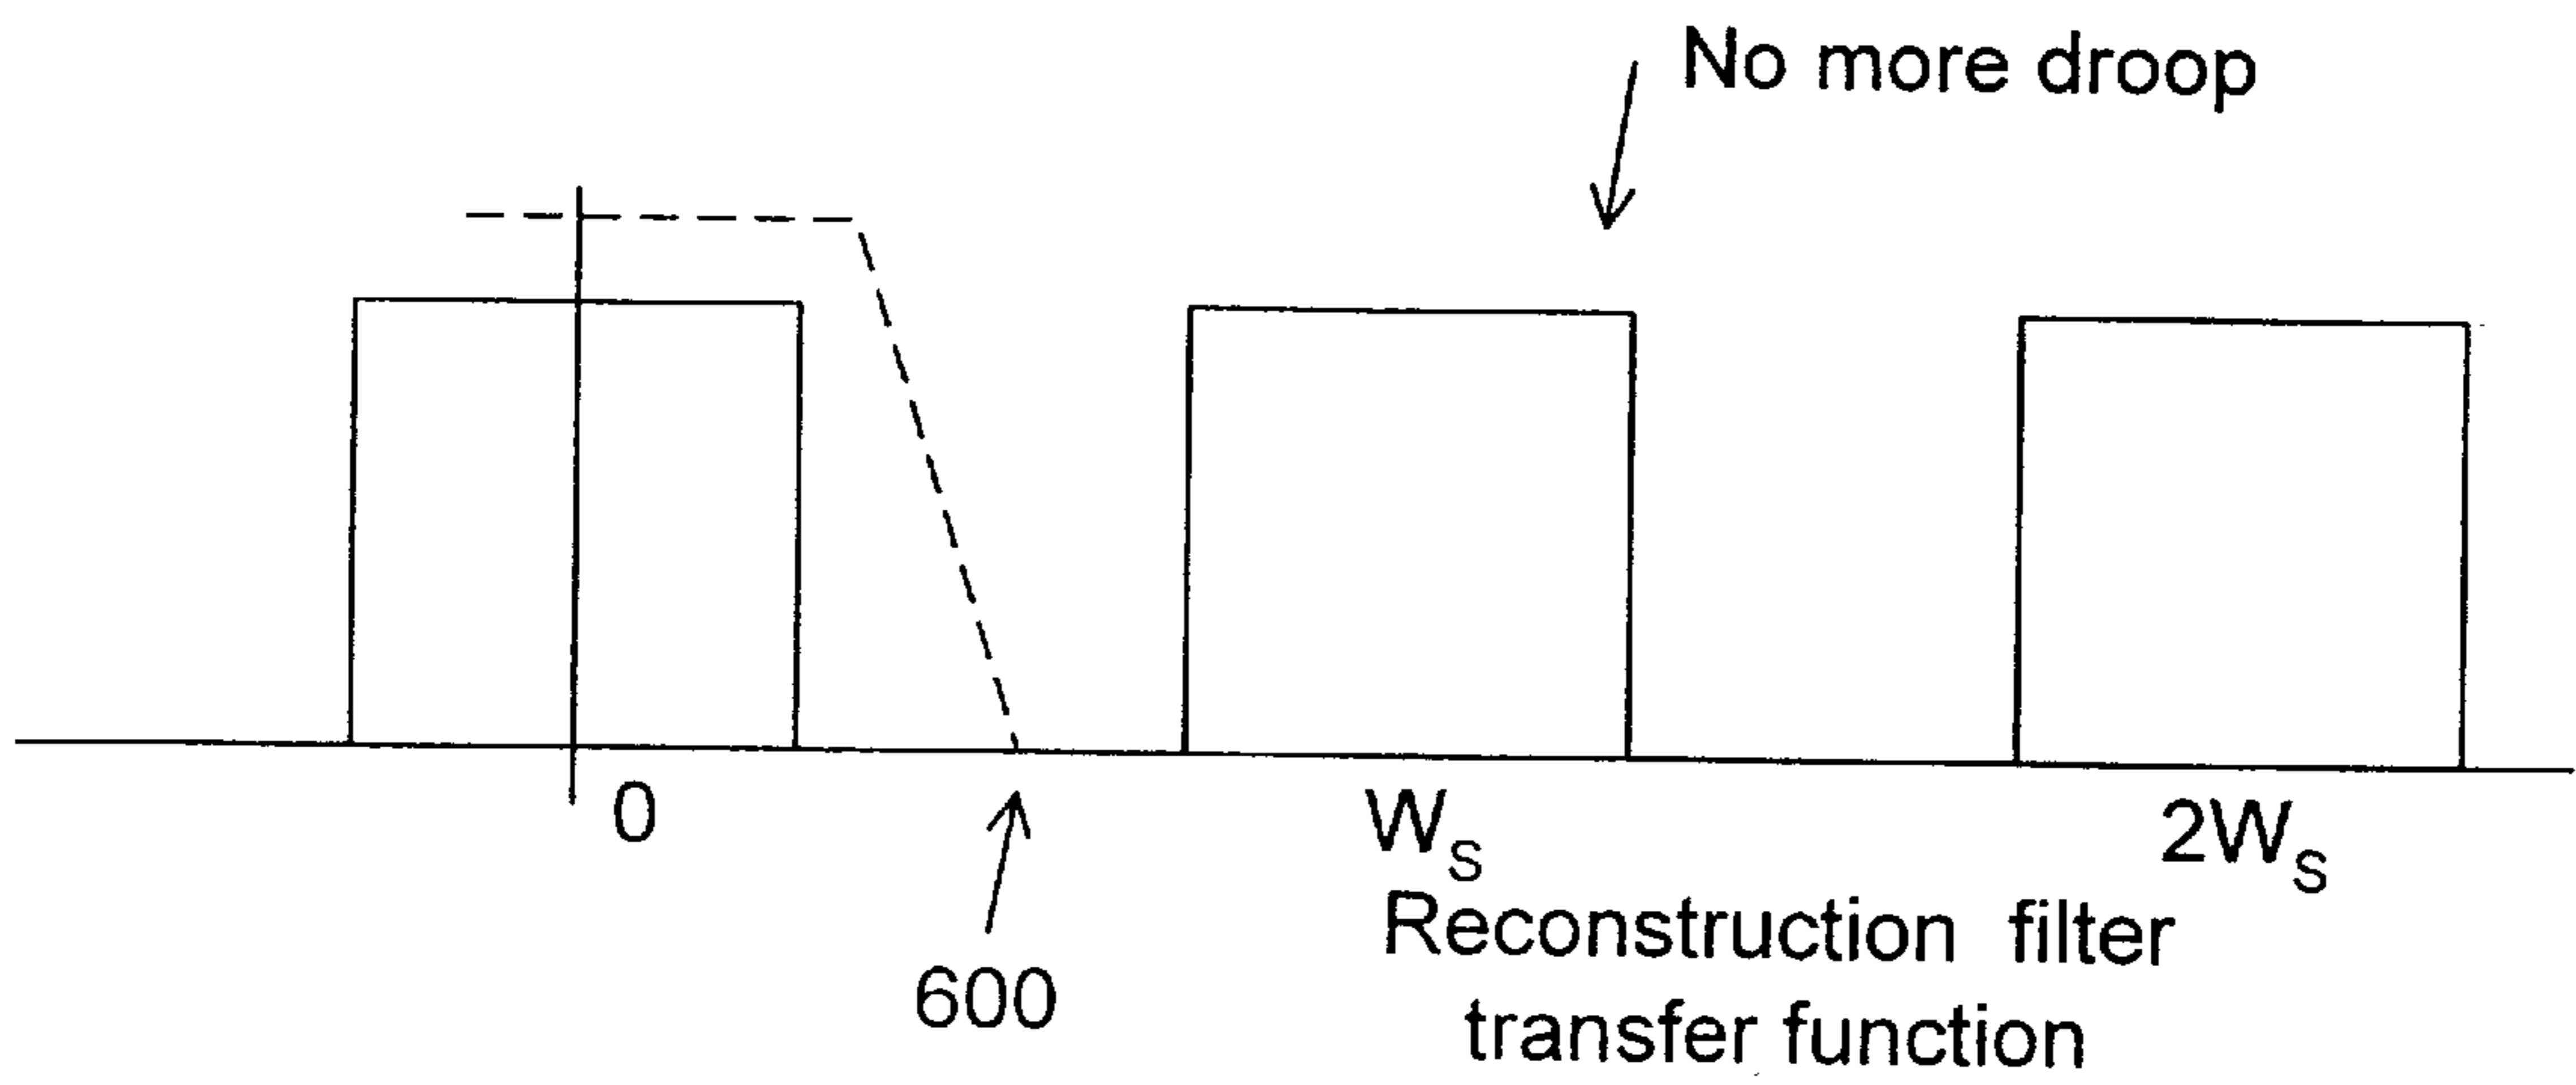 No more droop
0
W_S
2W_S
600
Reconstruction filter
transfer function